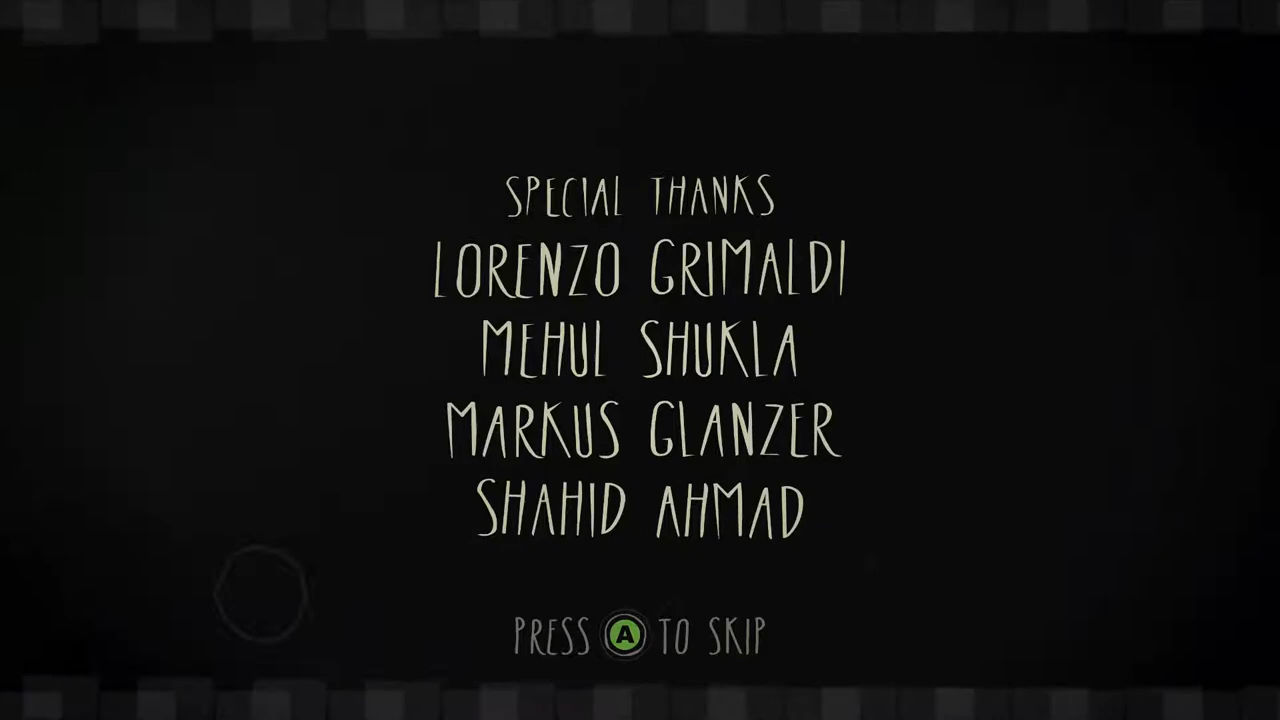 SPECIAL THANKS
LORENZO GRIMALDI
MEHUL SHUKLA
MARKUS GLANZER
SHAHID AHMAD
PRESS A TO SKIP